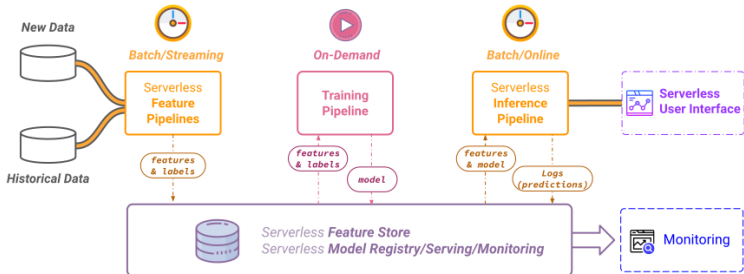 New Data
Historical Data
Batch/Streaming
Serverless
Feature
Pipelines
features
& labels
On-Demand
Training
Pipeline
features
& labels
model
Batch/Online
Serverless
Inference
Pipeline
features
& model
Logs
(predictions)
Serverless
User Interface
Serverless Feature Store
Serverless Model Registry/Serving/Monitoring
Monitoring